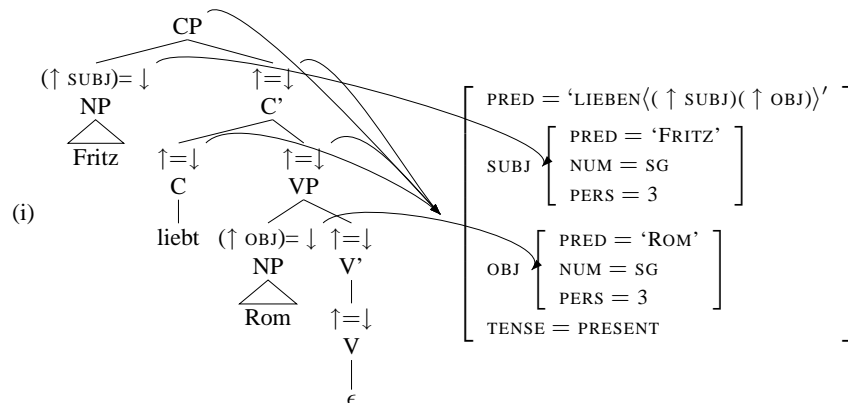 CP
(↑ SUBJ)= ↓ ↑=↓
NP C'
Fritz
↑=↓ ↑=↓
C VP
(i)
liebt (↑ OBJ)= ↓ ↑=↓
NP V'
Rom ↑=↓
V
ϵ
PRED = ‘LIEBEN⟨( ↑ SUBJ)( ↑ OBJ)⟩′
SUBJ
PRED = ‘FRITZ’
NUM = SG
PERS = 3
OBJ
PRED = ‘ROM’
NUM = SG
PERS = 3
TENSE = PRESENT